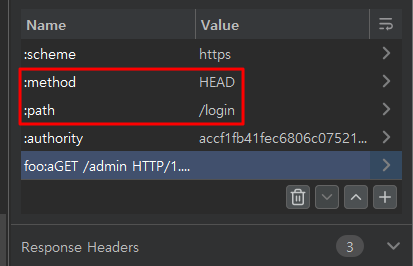 Name Value
:scheme https
:method HEAD
:path /login
:authority accf1fb41fec6806c07521...
foo:aGET /admin HTTP/1....
Response Headers 3